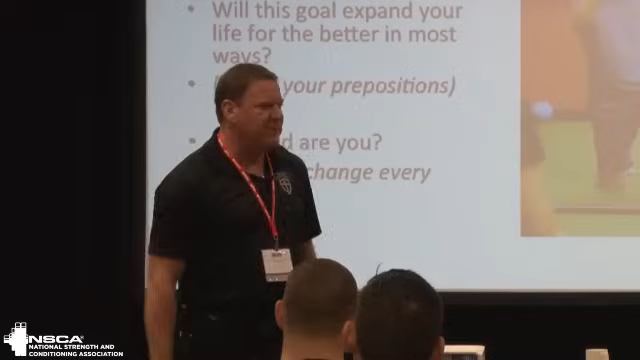 Will this goal expand your
life for the better in most
ways?
your prepositions)
are you?
change every
NSCA
NATIONAL STRENGTH AND
CONDITIONING ASSOCIATION